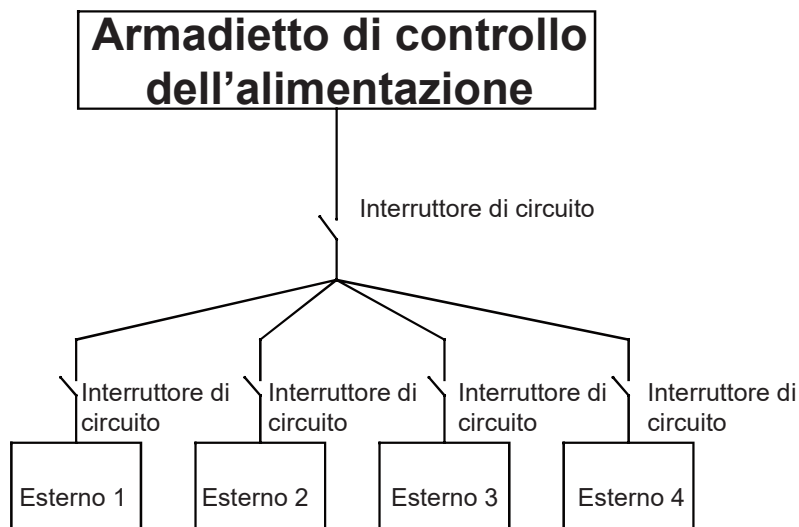 Armadietto di controllo
dell’alimentazione
Interruttore di circuito
Interruttore di
circuito
Interruttore di
circuito
Interruttore di
circuito
Interruttore di
circuito
Esterno 1
Esterno 2
Esterno 3
Esterno 4